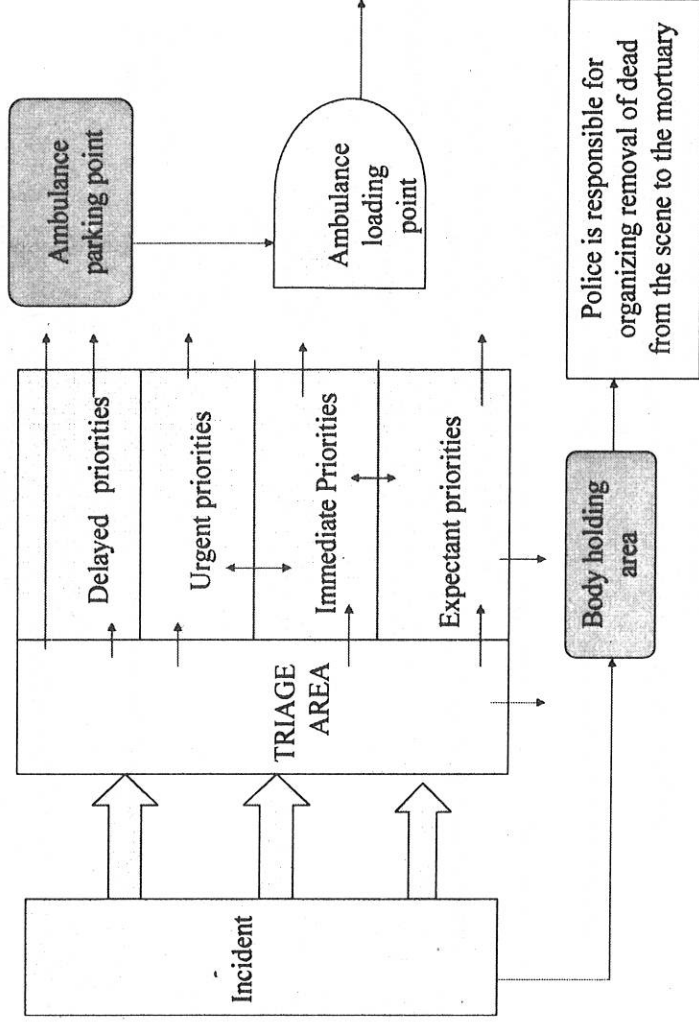 Incident
TRIAGE
AREA
Delayed priorities
Urgent priorities
Immediate Priorities
Expectant priorities
Ambulance
parking point
Ambulance
loading
point
Body holding
area
Police is responsible for
organizing removal of dead
from the scene to the mortuary